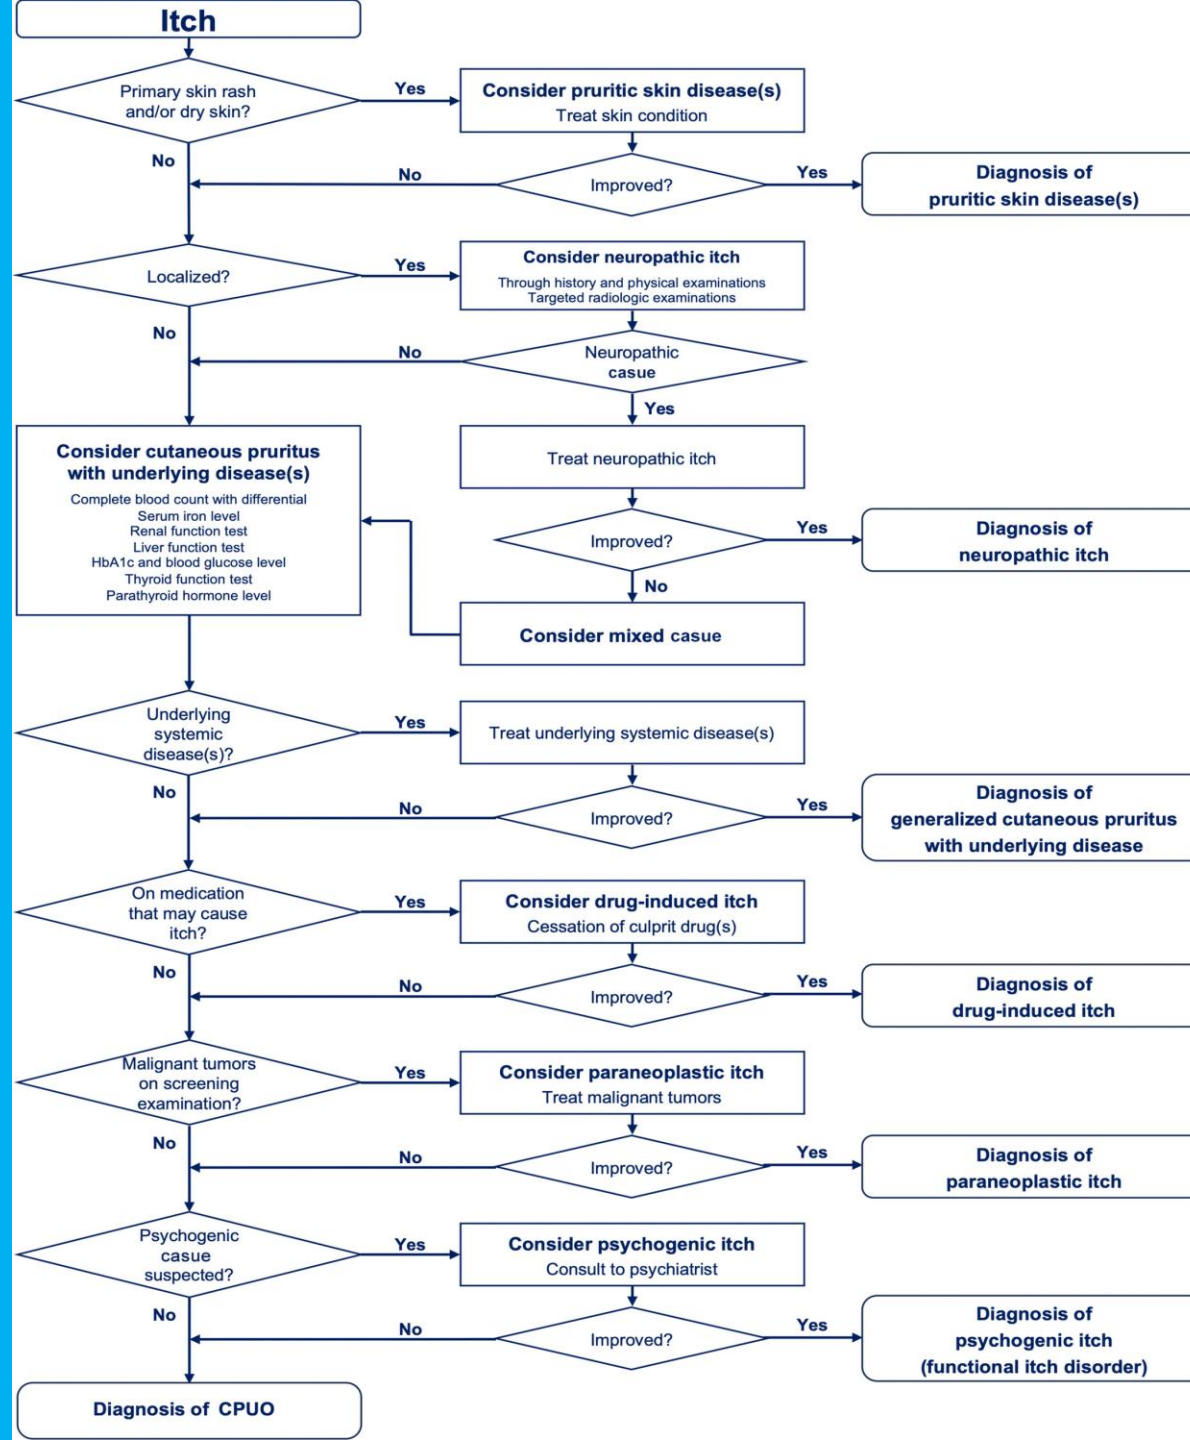 Itch
Primary skin rash
and/or dry skin?
Yes
Consider pruritic skin disease(s)
Treat skin condition
No
No
Improved?
Yes
Diagnosis of
pruritic skin disease(s)
Localized?
Yes
Consider neuropathic itch
Through history and physical examinations
Targeted radiologic examinations
No
No
Neuropathic
casue
Yes
Consider cutaneous pruritus
with underlying disease(s)
Complete blood count with differential
Serum iron level
Renal function test
Liver function test
HbA1c and blood glucose level
Thyroid function test
Parathyroid hormone level
Treat neuropathic itch
Improved?
Yes
Diagnosis of
neuropathic itch
No
Consider mixed casue
Underlying
systemic
disease(s)?
Yes
Treat underlying systemic disease(s)
No
No
Improved?
Yes
Diagnosis of
generalized cutaneous pruritus
with underlying disease
On medication
that may cause
itch?
Yes
Consider drug-induced itch
Cessation of culprit drug(s)
No
No
Improved?
Yes
Diagnosis of
drug-induced itch
Malignant tumors
on screening
examination?
Yes
Consider paraneoplastic itch
Treat malignant tumors
No
No
Improved?
Yes
Diagnosis of
paraneoplastic itch
Psychogenic
casue
suspected?
Yes
Consider psychogenic itch
Consult to psychiatrist
No
No
Improved?
Yes
Diagnosis of
psychogenic itch
(functional itch disorder)
Diagnosis of CPUO